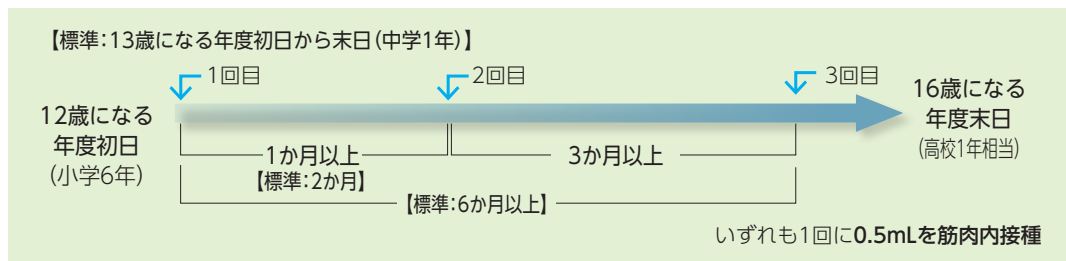 【標準:13歳になる年度初日から末日(中学1年)】
1回目
2回目
3回目
12歳になる
年度初日
(小学6年)
16歳になる
年度末日
(高校1年相当)
1か月以上
【標準:2か月】
3か月以上
【標準:6か月以上】
いずれも1回に0.5mLを筋肉内接種